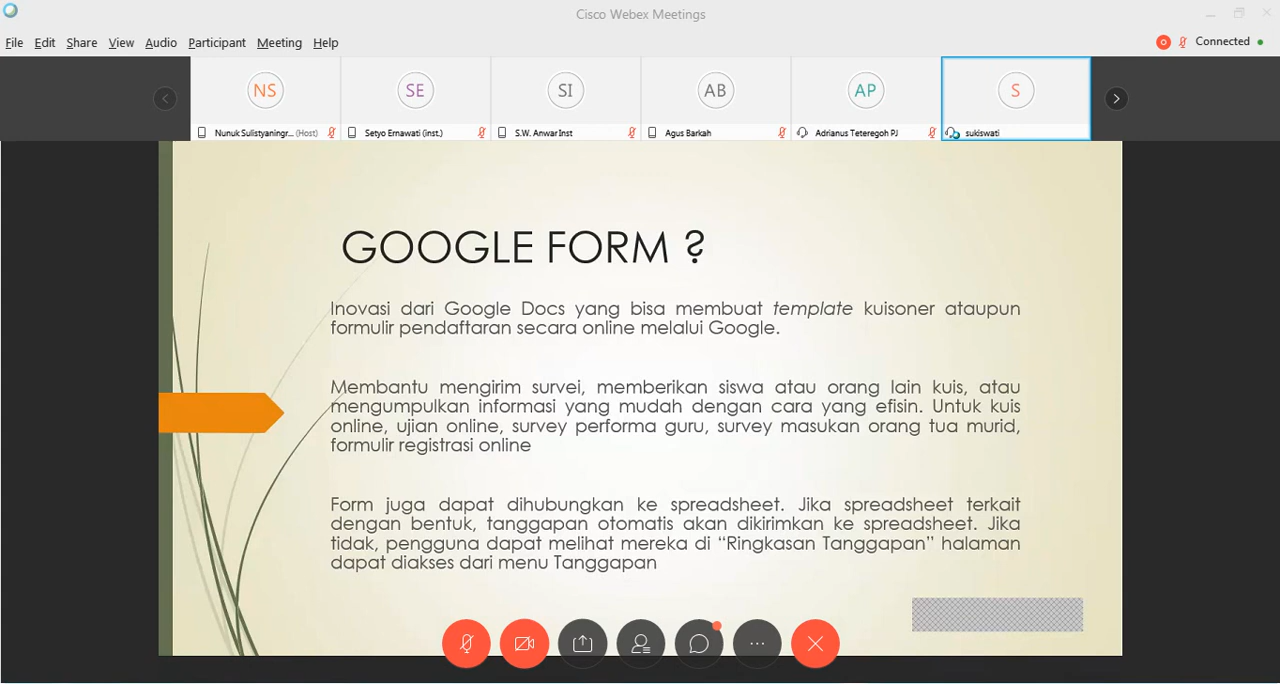 Cisco Webex Meetings
File Edit Share View Audio Participant Meeting Help
Connected
NS
SE
SI
AB
AP
S
Nunuk Sulistyaningr... (Host)
Setyo Ernawati (inst.)
S.W. Anwar Inst
Agus Barkah
Adrianus Teteregoh PJ
sukiswati
GOOGLE FORM ?
Inovasi dari Google Docs yang bisa membuat template kuisoner ataupun
formulir pendaftaran secara online melalui Google.
Membantu mengirim survei, memberikan siswa atau orang lain kuis, atau
mengumpulkan informasi yang mudah dengan cara yang efisin. Untuk kuis
online, ujian online, survey performa guru, survey masukan orang tua murid,
formulir registrasi online
Form juga dapat dihubungkan ke spreadsheet. Jika spreadsheet terkait
dengan bentuk, tanggapan otomatis akan dikirimkan ke spreadsheet. Jika
tidak, pengguna dapat melihat mereka di “Ringkasan Tanggapan” halaman
dapat diakses dari menu Tanggapan